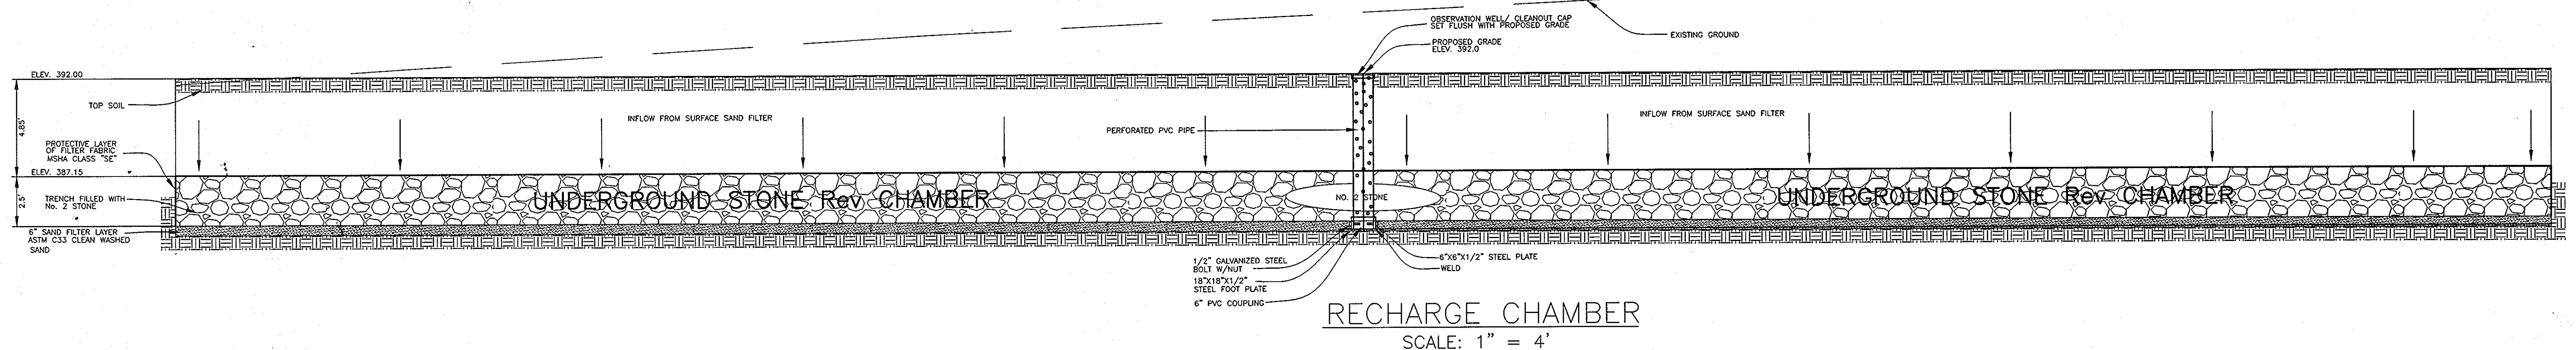 OBSERVATION WELL/ CLEANOUT CAP
SET FLUSH WITH PROPOSED GRADE
EXISTING GROUND
PROPOSED GRADE
ELEV. 392.0
ELEV. 392.00
TOP SOIL
4.85'
INFLOW FROM SURFACE SAND FILTER
INFLOW FROM SURFACE SAND FILTER
PERFORATED PVC PIPE
PROTECTIVE LAYER
OF FILTER FABRIC
MSHA CLASS "SE"
ELEV. 387.15
2.5'
TRENCH FILLED WITH
No. 2 STONE
UNDERGROUND STONE Rev CHAMBER
NO. 2 STONE
UNDERGROUND STONE Rev CHAMBER
6" SAND FILTER LAYER
ASTM C33 CLEAN WASHED
SAND
1/2" GALVANIZED STEEL
BOLT W/NUT
18"X18"X1/2"
STEEL FOOT PLATE
6" PVC COUPLING
6"X6"X1/2" STEEL PLATE
WELD
RECHARGE CHAMBER
SCALE: 1" = 4'